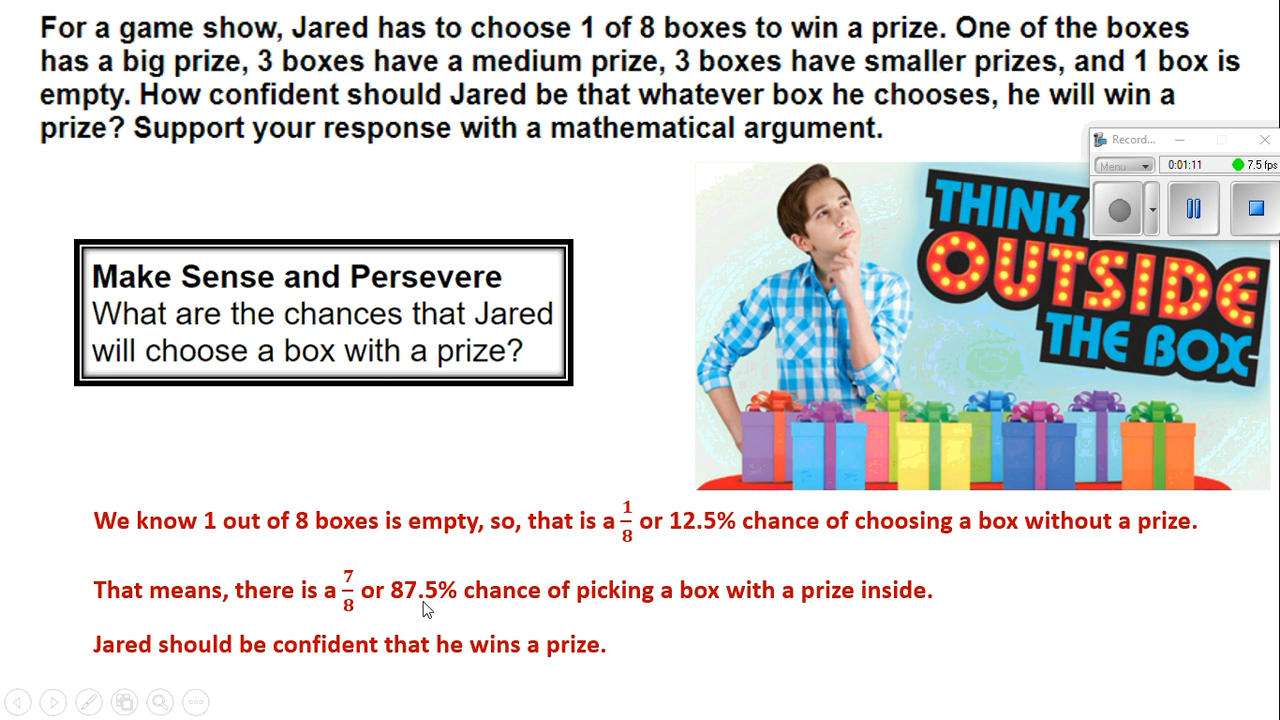 For a game show, Jared has to choose 1 of 8 boxes to win a prize. One of the boxes
has a big prize, 3 boxes have a medium prize, 3 boxes have smaller prizes, and 1 box is
empty. How confident should Jared be that whatever box he chooses, he will win a
prize? Support your response with a mathematical argument.
Record...
Menu
0:01:11
7.5 fps
THINK
OUTSIDE
THE BOX
Make Sense and Persevere
What are the chances that Jared
will choose a box with a prize?
We know 1 out of 8 boxes is empty, so, that is a 1/8 or 12.5% chance of choosing a box without a prize.
That means, there is a 7/8 or 87.5% chance of picking a box with a prize inside.
Jared should be confident that he wins a prize.